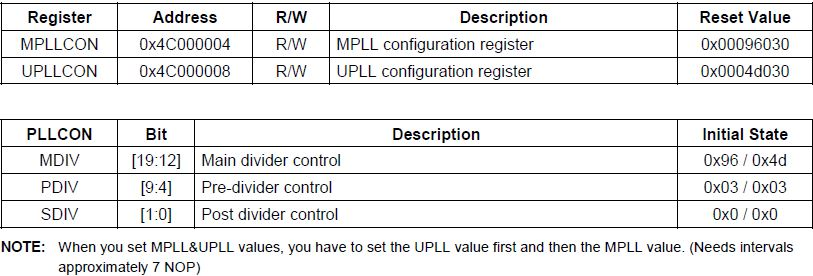 Register Address R/W Description Reset Value
MPLLCON 0x4C000004 R/W MPLL configuration register 0x00096030
UPLLCON 0x4C000008 R/W UPLL configuration register 0x0004d030
PLLCON Bit Description Initial State
MDIV [19:12] Main divider control 0x96 / 0x4d
PDIV [9:4] Pre-divider control 0x03 / 0x03
SDIV [1:0] Post divider control 0x0 / 0x0
NOTE: When you set MPLL&UPLL values, you have to set the UPLL value first and then the MPLL value. (Needs intervals
approximately 7 NOP)